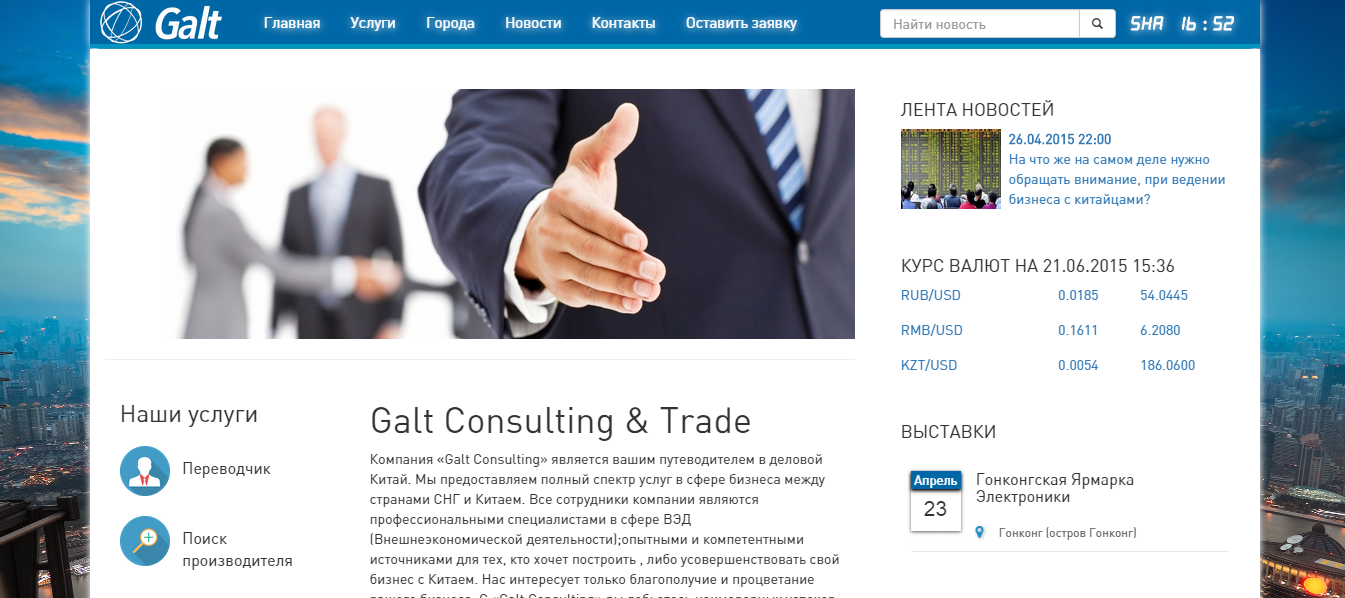 Galt
Главная Услуги Города Новости Контакты Оставить заявку
Найти новость
SHA 16 : 52
ЛЕНТА НОВОСТЕЙ
26.04.2015 22:00
На что же на самом деле нужно
обращать внимание, при ведении
бизнеса с китайцами?
КУРС ВАЛЮТ НА 21.06.2015 15:36
RUB/USD 0.0185 54.0445
RMB/USD 0.1611 6.2080
KZT/USD 0.0054 186.0600
ВЫСТАВКИ
Апрель
23
Гонконгская Ярмарка
Электроники
Гонконг (остров Гонконг)
Наши услуги
Переводчик
Поиск
производителя
Galt Consulting & Trade
Компания «Galt Consulting» является вашим путеводителем в деловой
Китай. Мы предоставляем полный спектр услуг в сфере бизнеса между
странами СНГ и Китаем. Все сотрудники компании являются
профессиональными специалистами в сфере ВЭД
(Внешнеэкономической деятельности);опытными и компетентными
источниками для тех, кто хочет построить , либо усовершенствовать свой
бизнес с Китаем. Нас интересует только благополучие и процветание